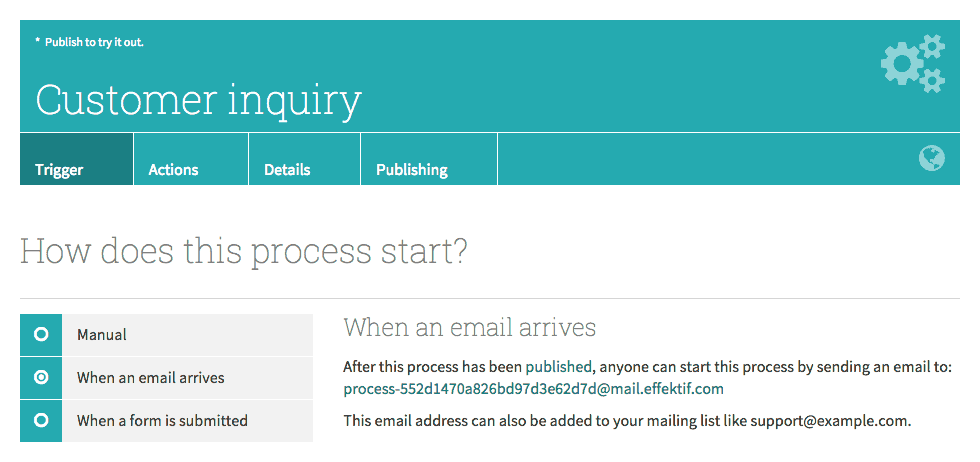 * Publish to try it out.
Customer inquiry
Trigger
Actions
Details
Publishing
How does this process start?
Manual
When an email arrives
When a form is submitted
When an email arrives
After this process has been published, anyone can start this process by sending an email to:
process-552d1470a826bd97d3e62d7d@mail.effektif.com
This email address can also be added to your mailing list like support@example.com.